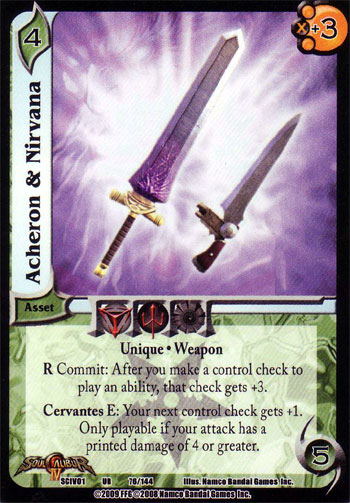 4
X+3
Acheron & Nirvana
Asset
Unique • Weapon
R Commit: After you make a control check to
play an ability, that check gets +3.
Cervantes E: Your next control check gets +1.
Only playable if your attack has a
printed damage of 4 or greater.
5
SOULCALIBUR
IV
SCIV01 UR 76/144 Illus. Namco Bandai Games Inc.
©2009 FFG ©2008 Namco Bandai Games Inc.